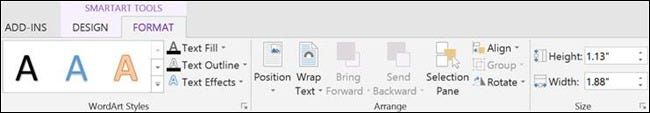 SMARTART TOOLS
ADD-INS DESIGN FORMAT
A A A
Text Fill
Text Outline
Text Effects
WordArt Styles
Position
Wrap
Text
Bring
Forward
Send
Backward
Selection
Pane
Align
Group
Rotate
Arrange
Height: 1.13"
Width: 1.88"
Size